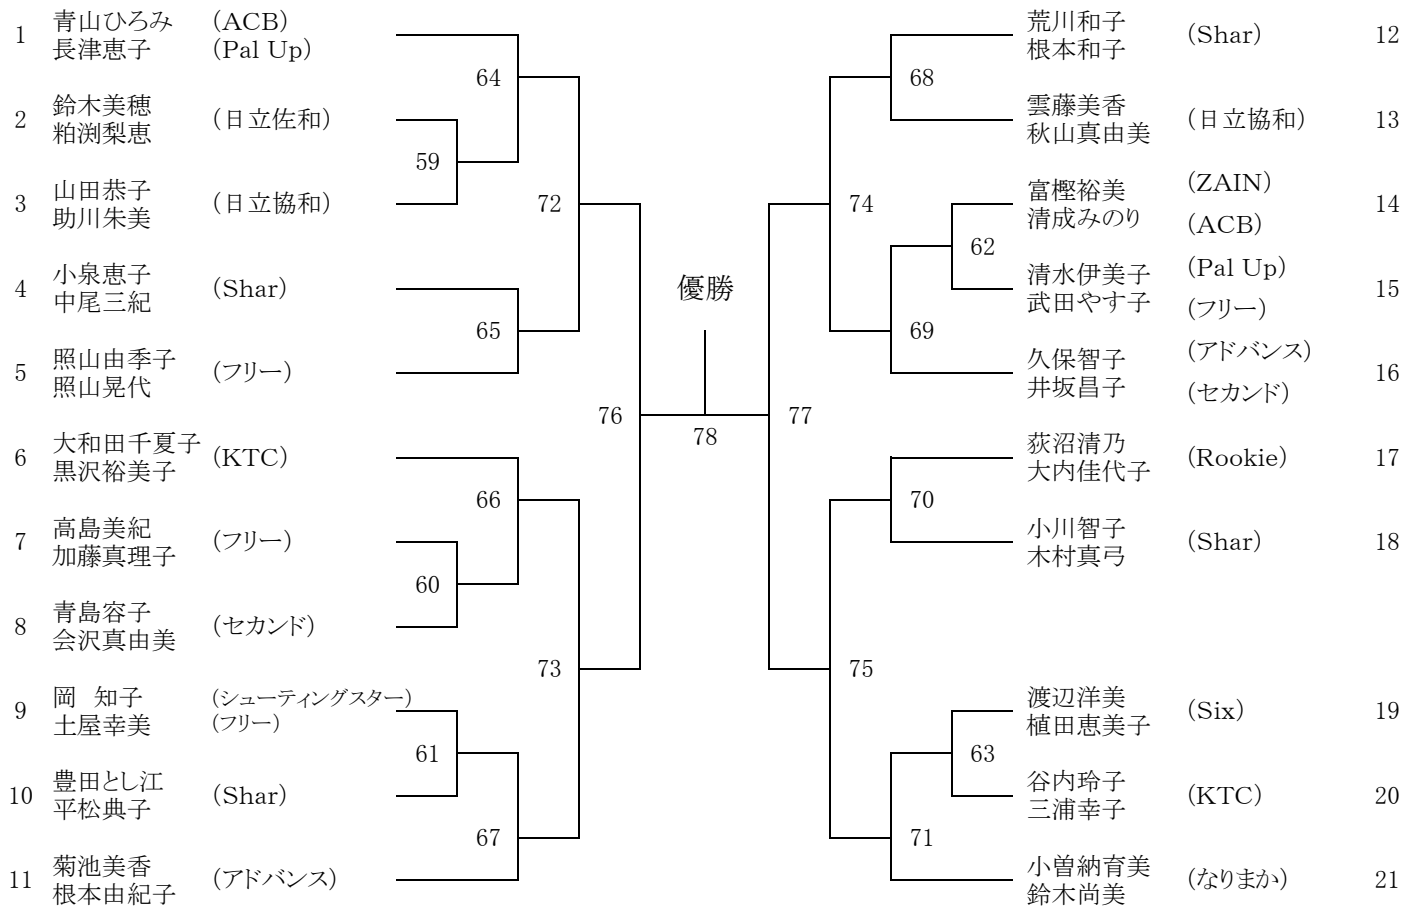 1 青山ひろみ (ACB)
長津恵子 (Pal Up)
64
2 鈴木美穂 (日立佐和)
粕渕梨恵
59
3 山田恭子 (日立協和)
助川朱美
72
4 小泉恵子 (Shar)
中尾三紀
65
5 照山由季子 (フリー)
照山晃代
76
6 大和田千夏子 (KTC)
黒沢裕美子
66
7 高島美紀 (フリー)
加藤真理子
60
8 青島容子 (セカンド)
会沢真由美
73
9 岡 知子 (シューティングスター)
土屋幸美 (フリー)
61
10 豊田とし江 (Shar)
平松典子
67
11 菊池美香 (アドバンス)
根本由紀子
優勝
78
荒川和子 (Shar) 12
根本和子
68
雲藤美香 (日立協和) 13
秋山真由美
74
富樫裕美 (ZAIN) 14
清成みのり (ACB)
62
清水伊美子 (Pal Up) 15
武田やす子 (フリー)
69
久保智子 (アドバンス) 16
井坂昌子 (セカンド)
77
荻沼清乃 (Rookie) 17
大内佳代子
70
小川智子 (Shar) 18
木村真弓
75
渡辺洋美 (Six) 19
植田恵美子
63
谷内玲子 (KTC) 20
三浦幸子
71
小曽納育美 (なりまか) 21
鈴木尚美